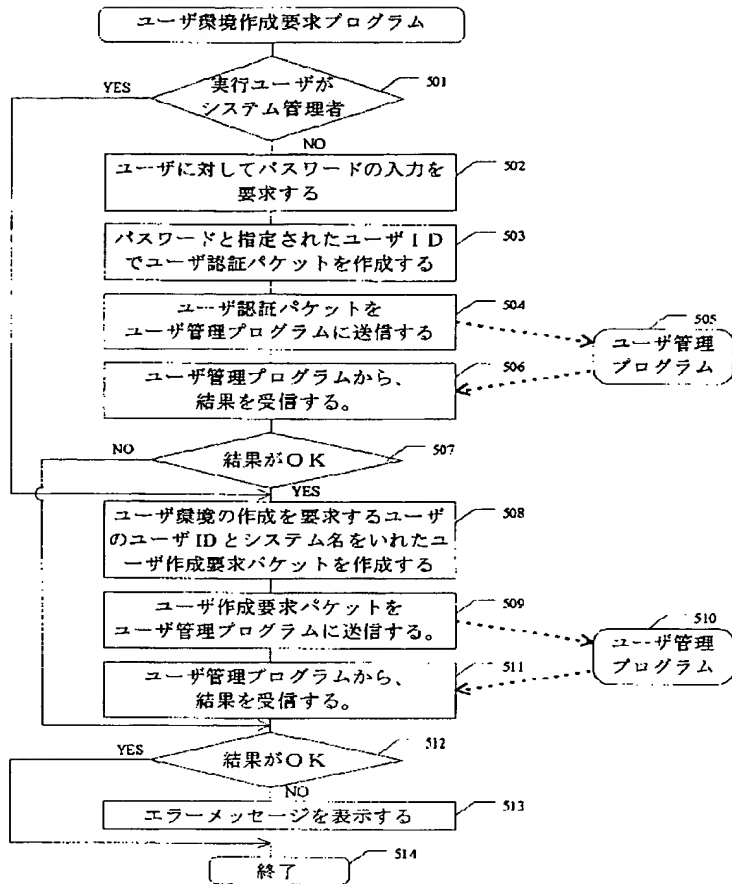 ユーザ環境作成要求プログラム
実行ユーザが
システム管理者
501
YES
NO
ユーザに対してパスワードの入力を
要求する
502
パスワードと指定されたユーザID
でユーザ認証パケットを作成する
503
ユーザ認証パケットを
ユーザ管理プログラムに送信する
504
505
ユーザ管理
プログラム
ユーザ管理プログラムから、
結果を受信する。
506
NO
結果がOK
507
YES
ユーザ環境の作成を要求するユーザ
のユーザIDとシステム名をいれたユ
ーザ作成要求パケットを作成する
508
ユーザ作成要求パケットを
ユーザ管理プログラムに送信する。
509
510
ユーザ管理
プログラム
ユーザ管理プログラムから、
結果を受信する。
511
YES
結果がOK
512
NO
エラーメッセージを表示する
513
終了
514